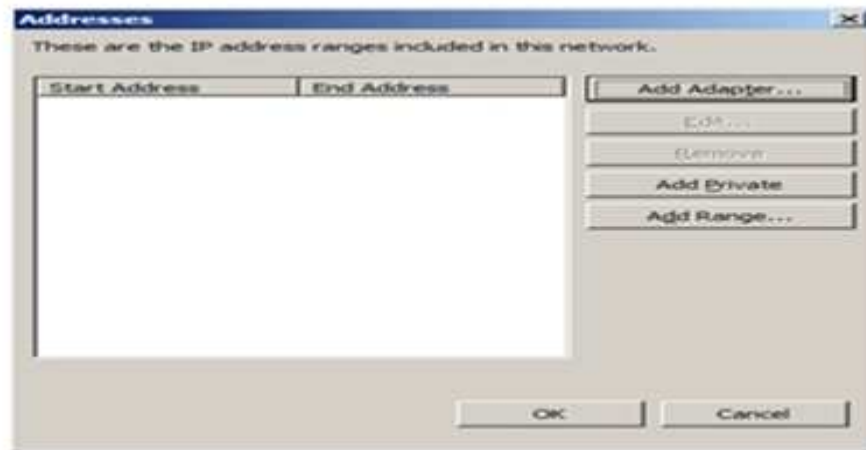 Addresses
These are the IP address ranges included in this network.
Start Address End Address
Add Adapter...
Edit...
Remove
Add Private
Add Range...
OK Cancel